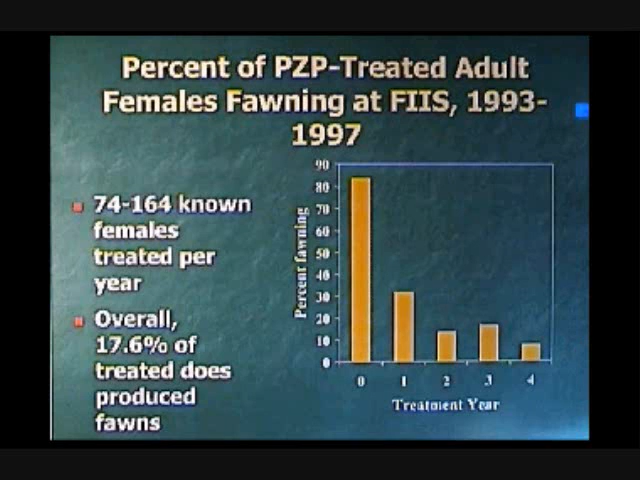 Percent of PZP-Treated Adult
Females Fawning at FIIS, 1993-
1997
74-164 known
females
treated per
year
Overall,
17.6% of
treated does
produced
fawns
Percent fawning
90
80
70
60
50
40
30
20
10
0
0 1 2 3 4
Treatment Year